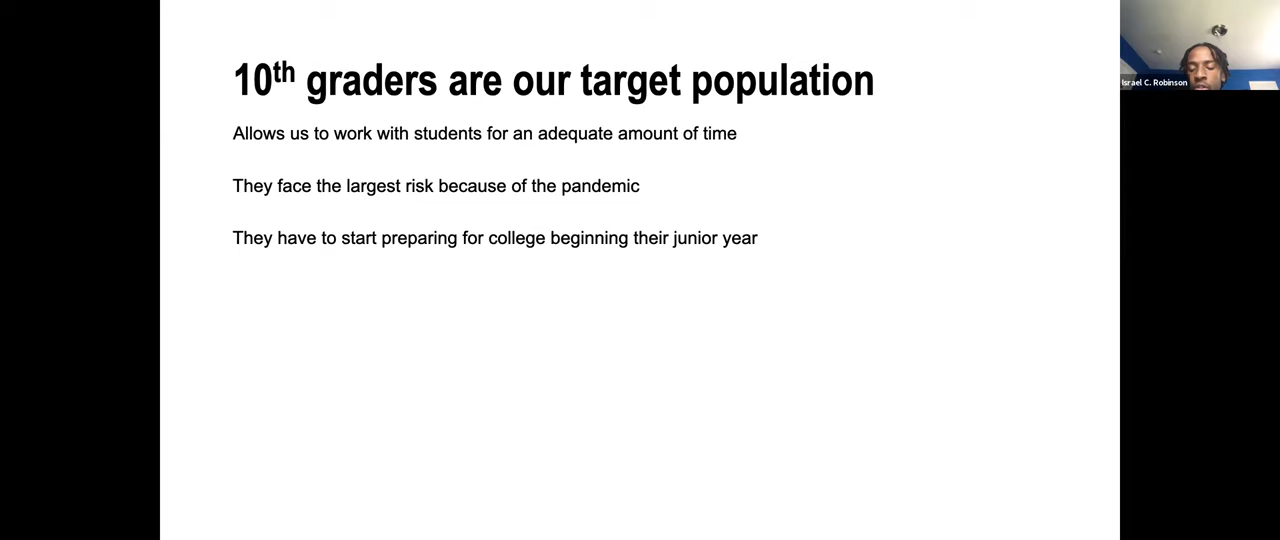 10th graders are our target population
Allows us to work with students for an adequate amount of time
They face the largest risk because of the pandemic
They have to start preparing for college beginning their junior year
Israel C. Robinson